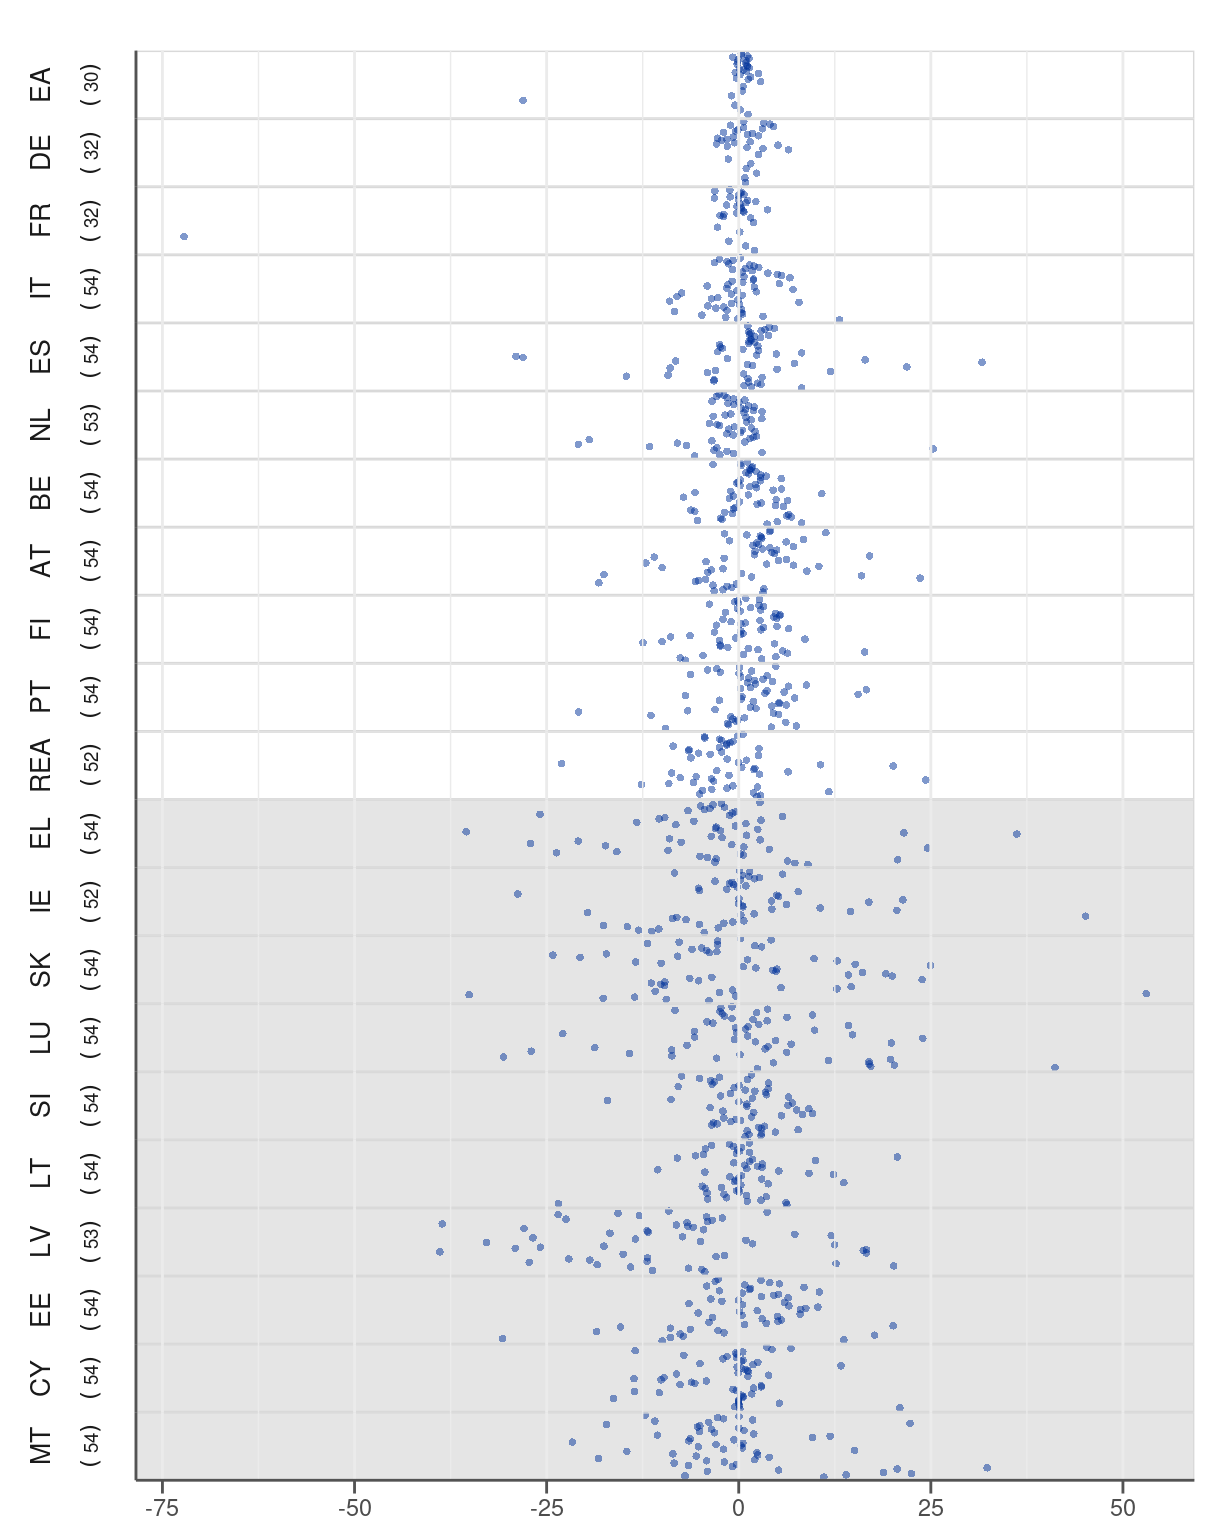 EA ( 30)
DE ( 32)
FR ( 32)
IT ( 54)
ES ( 54)
NL ( 53)
BE ( 54)
AT ( 54)
FI ( 54)
PT ( 54)
REA ( 52)
EL ( 54)
IE ( 52)
SK ( 54)
LU ( 54)
SI ( 54)
LT ( 54)
LV ( 53)
EE ( 54)
CY ( 54)
MT ( 54)
-75 -50 -25 0 25 50